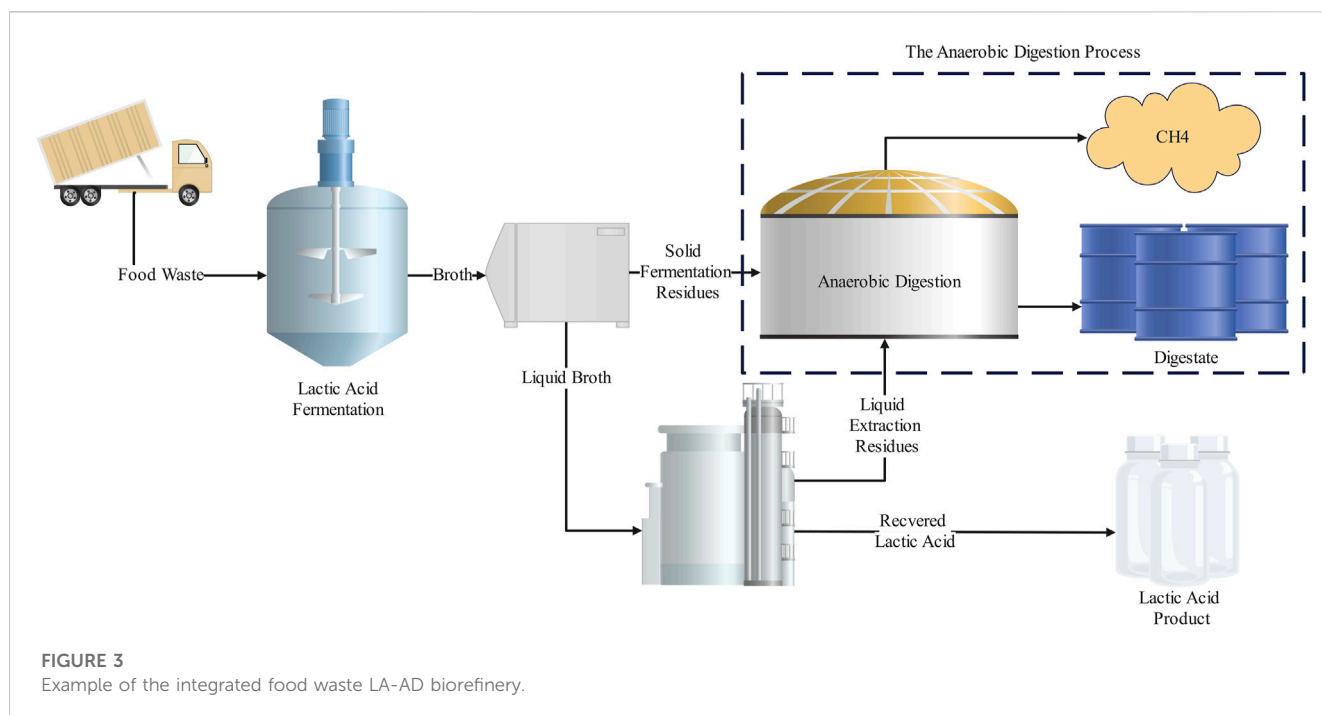 The Anaerobic Digestion Process
CH4
Food Waste
Broth
Solid
Fermentation
Residues
Anaerobic Digestion
Digestate
Lactic Acid
Fermentation
Liquid Broth
Liquid
Extraction
Residues
Recvered
Lactic Acid
Lactic Acid
Product
FIGURE 3
Example of the integrated food waste LA-AD biorefinery.